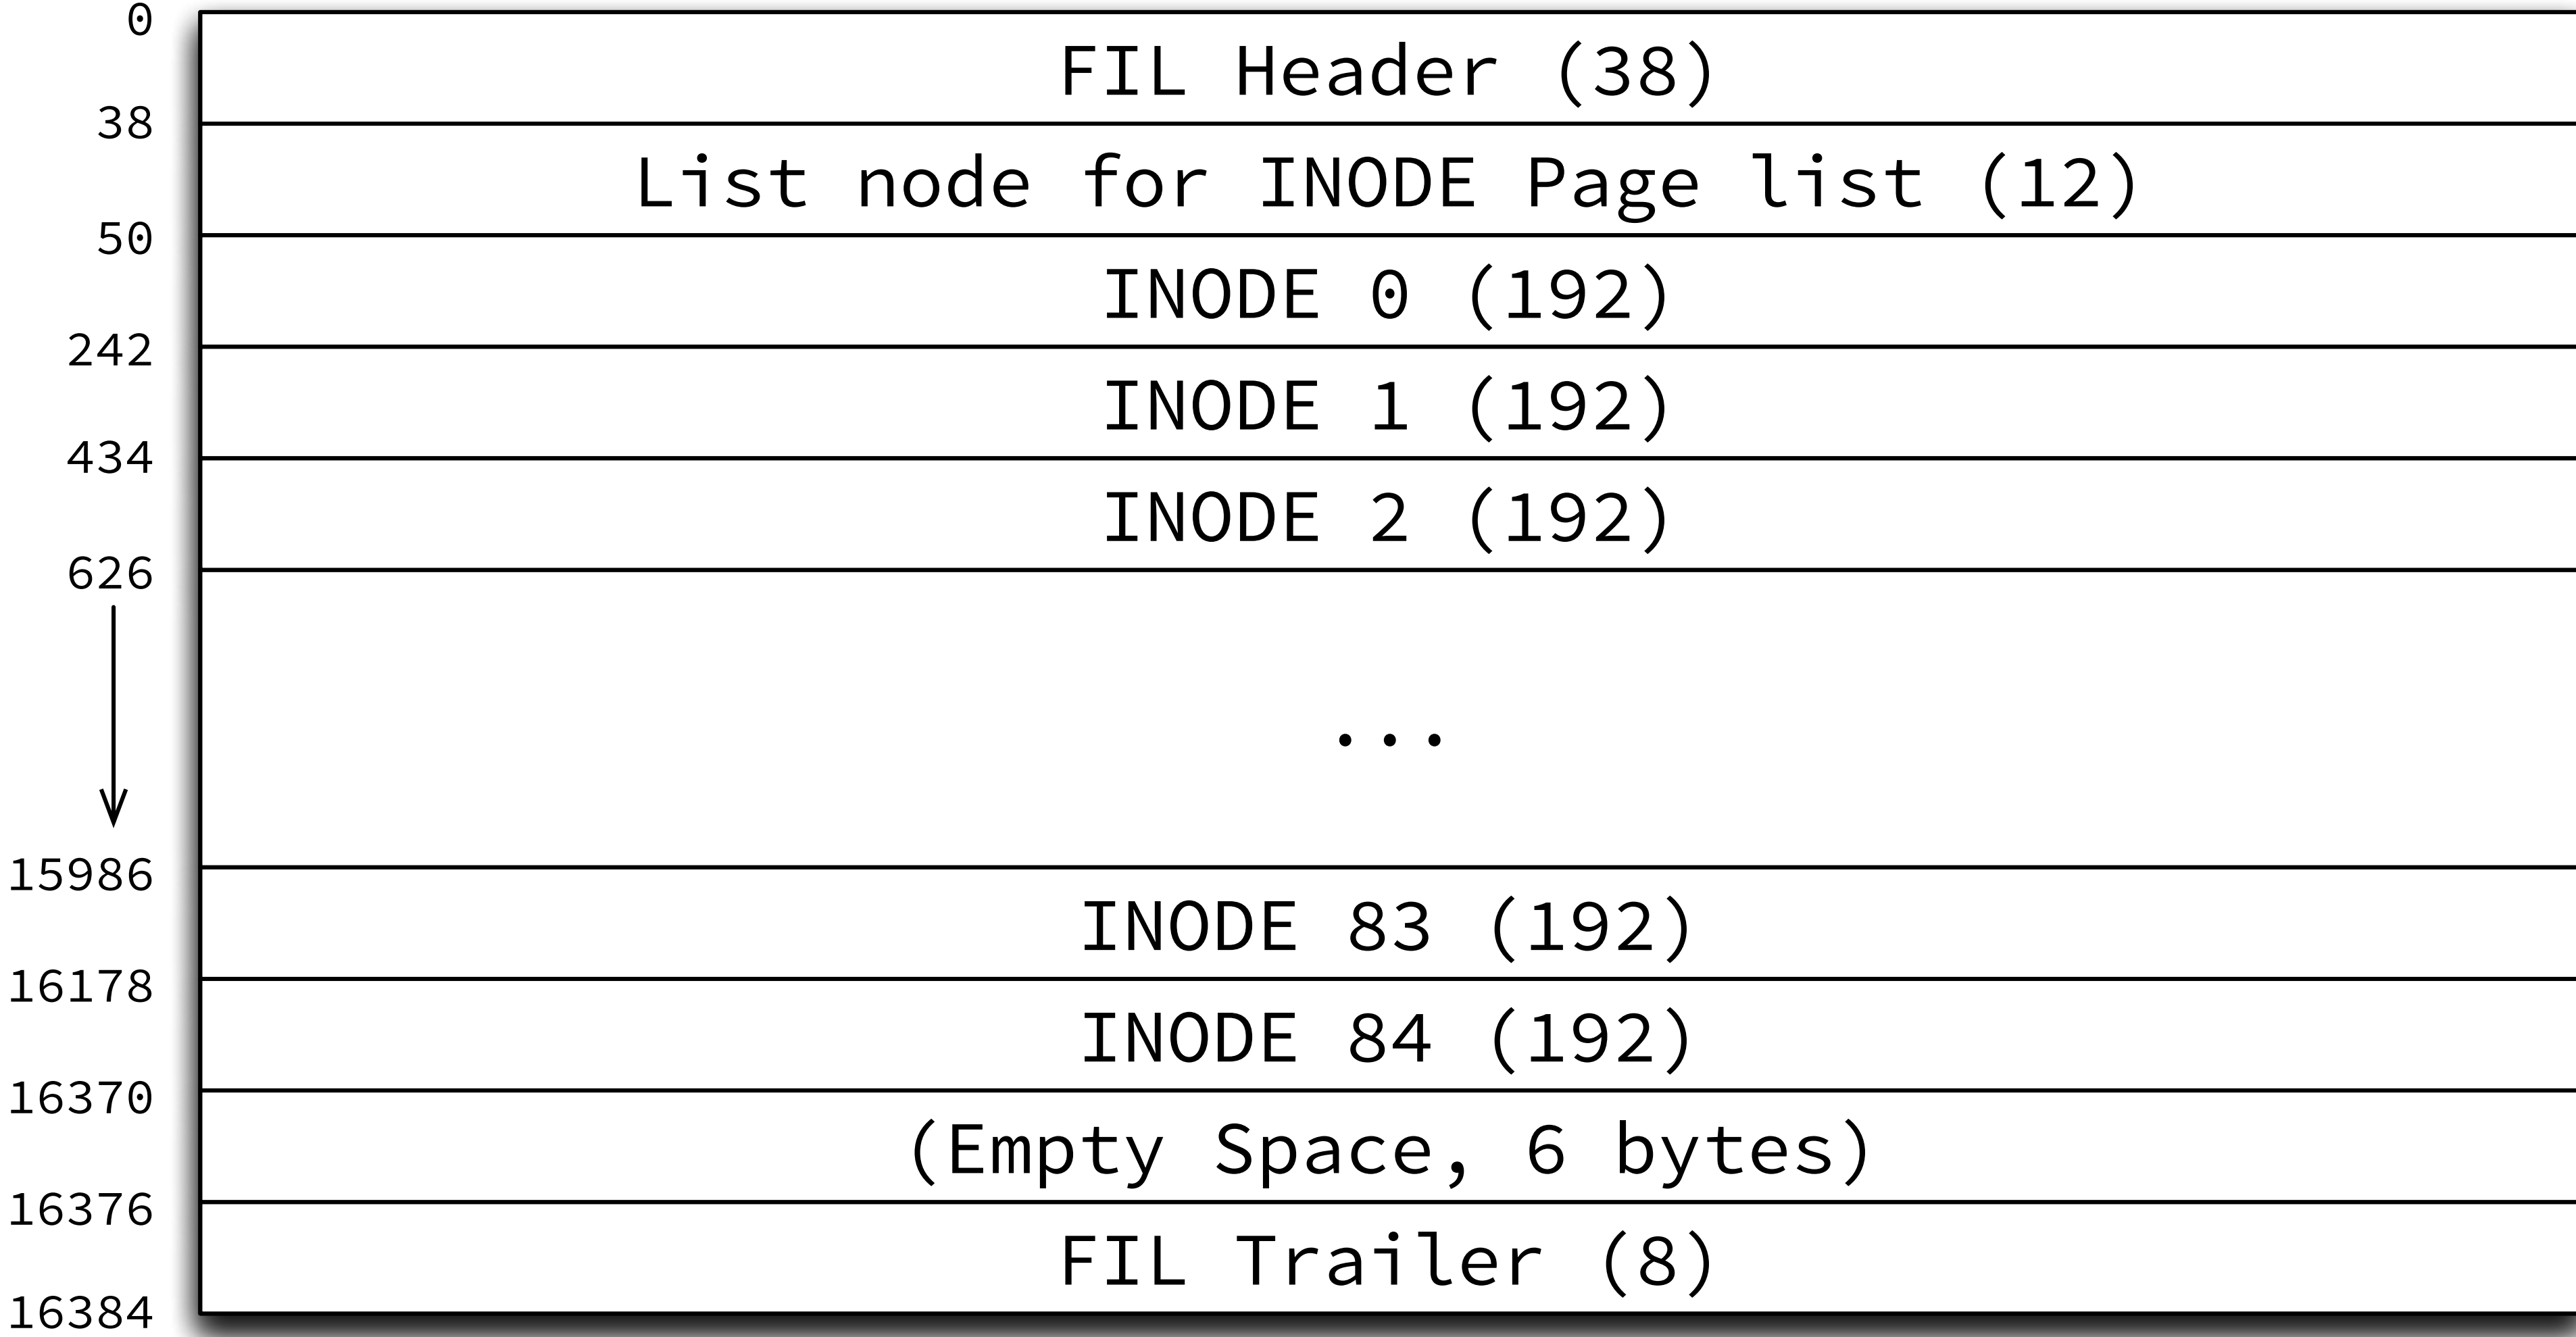 0
FIL Header (38)
38
List node for INODE Page list (12)
50
INODE 0 (192)
242
INODE 1 (192)
434
INODE 2 (192)
626
...
15986
INODE 83 (192)
16178
INODE 84 (192)
16370
(Empty Space, 6 bytes)
16376
FIL Trailer (8)
16384